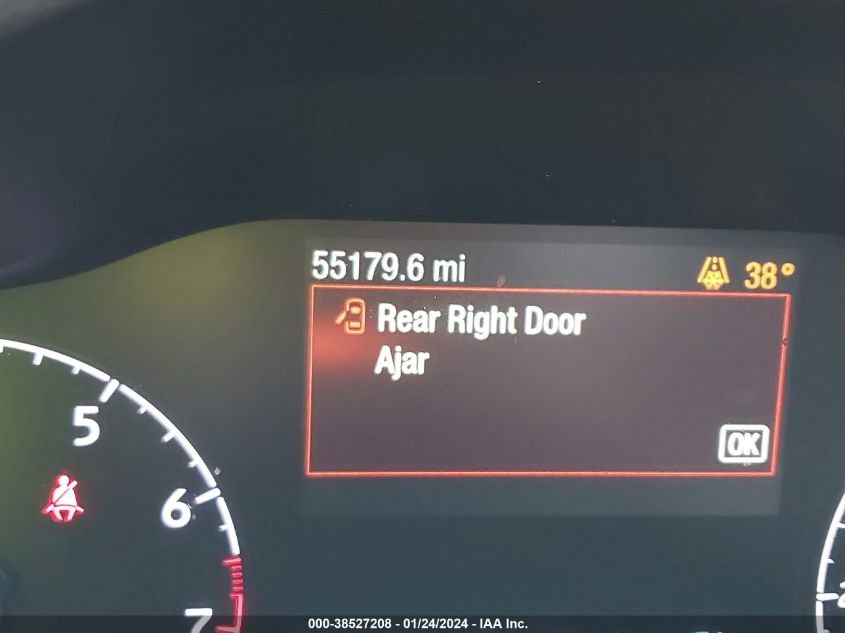 55179.6 mi
38°
Rear Right Door
Ajar
OK
5
6
7
000-38527208 - 01/24/2024 - IAA Inc.